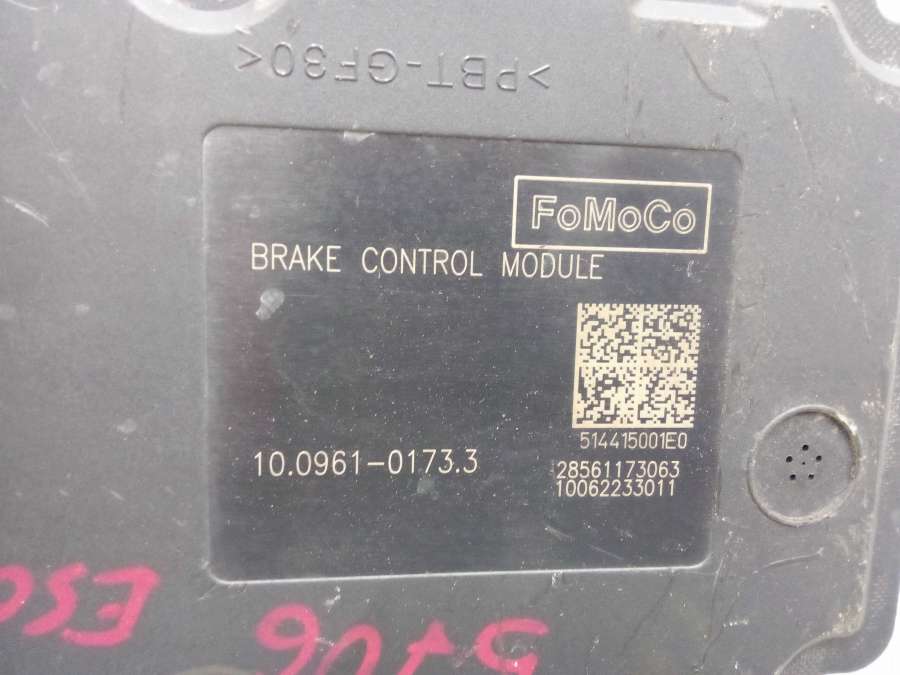 >PBT-GF30<
FoMoCo
BRAKE CONTROL MODULE
514415001E0
10.0961-0173.3
28561173063
10062233011